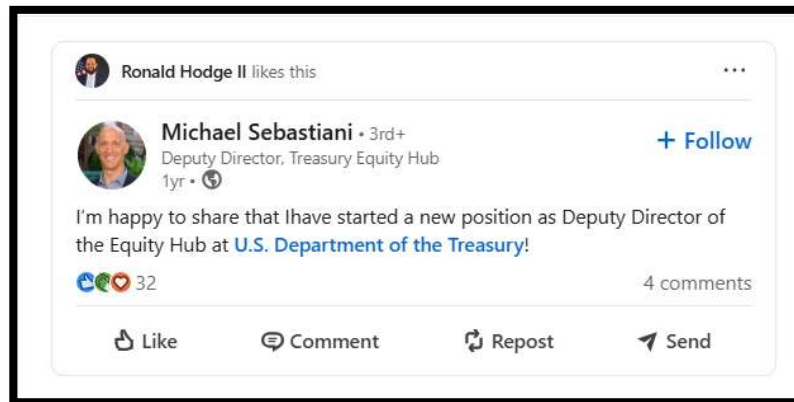 Ronald Hodge II likes this
Michael Sebastiani • 3rd+
+ Follow
Deputy Director, Treasury Equity Hub
1yr •
I'm happy to share that Ihave started a new position as Deputy Director of
the Equity Hub at U.S. Department of the Treasury!
32
4 comments
Like
Comment
Repost
Send